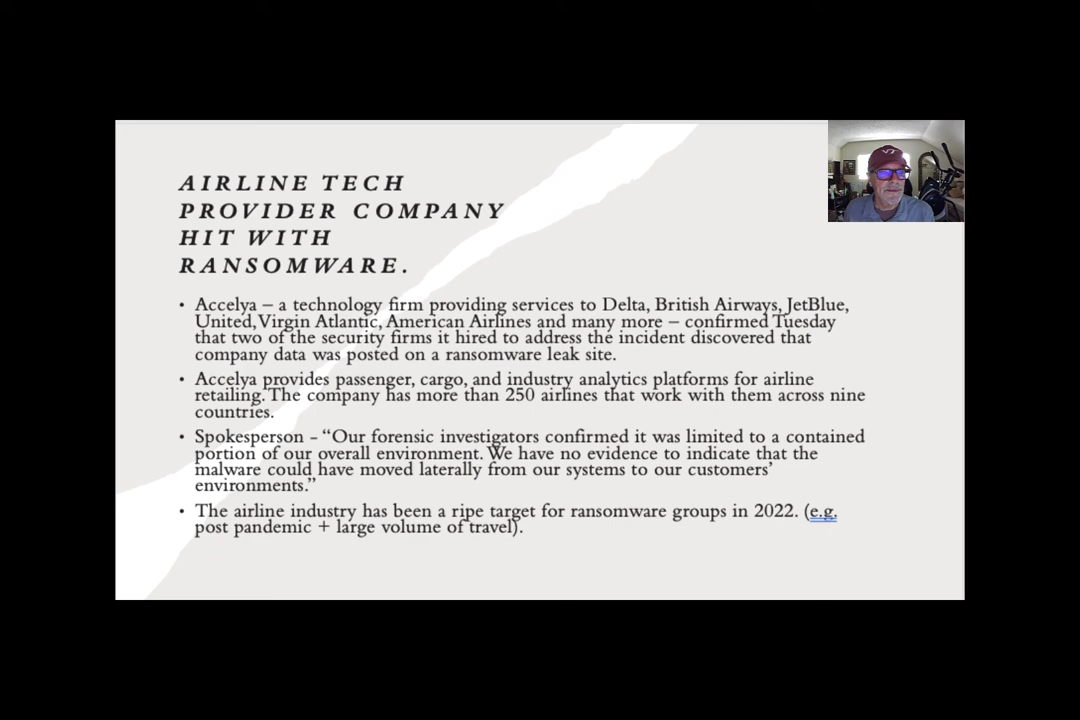 AIRLINE TECH
PROVIDER COMPANY
HIT WITH
RANSOMWARE.
• Accelya – a technology firm providing services to Delta, British Airways, JetBlue,
United, Virgin Atlantic, American Airlines and many more – confirmed Tuesday
that two of the security firms it hired to address the incident discovered that
company data was posted on a ransomware leak site.
• Accelya provides passenger, cargo, and industry analytics platforms for airline
retailing. The company has more than 250 airlines that work with them across nine
countries.
• Spokesperson - “Our forensic investigators confirmed it was limited to a contained
portion of our overall environment. We have no evidence to indicate that the
malware could have moved laterally from our systems to our customers’
environments.”
• The airline industry has been a ripe target for ransomware groups in 2022. (e.g.
post pandemic + large volume of travel).
VT